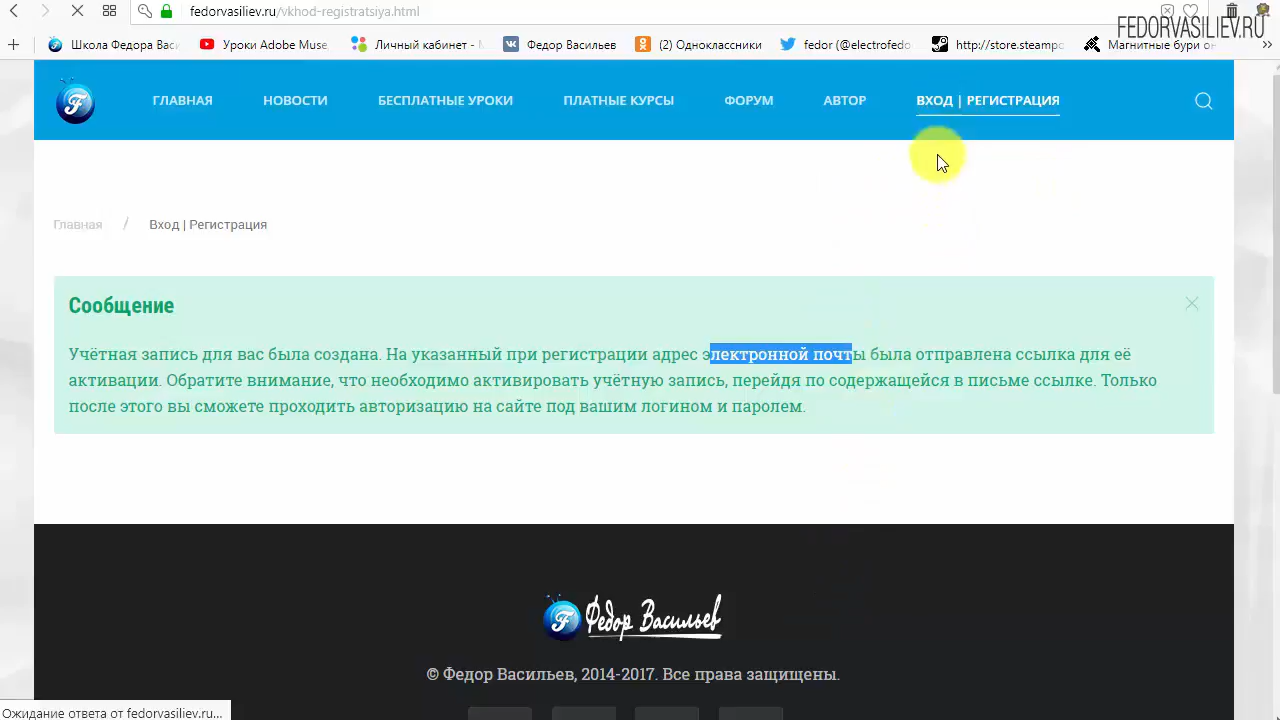 fedorvasiliev.ru/vkhod-registratsiya.html
FEDORVASILIEV.RU
Школа Федора Васи
Уроки Adobe Muse,
Личный кабинет - М
Федор Васильев
(2) Одноклассники
fedor (@electrofedo
http://store.steampo
Магнитные бури он
ГЛАВНАЯ
НОВОСТИ
БЕСПЛАТНЫЕ УРОКИ
ПЛАТНЫЕ КУРСЫ
ФОРУМ
АВТОР
ВХОД | РЕГИСТРАЦИЯ
Главная / Вход | Регистрация
Сообщение
Учётная запись для вас была создана. На указанный при регистрации адрес электронной почты была отправлена ссылка для её
активации. Обратите внимание, что необходимо активировать учётную запись, перейдя по содержащейся в письме ссылке. Только
после этого вы сможете проходить авторизацию на сайте под вашим логином и паролем.
Федор Васильев
© Федор Васильев, 2014-2017. Все права защищены.
Ожидание ответа от fedorvasiliev.ru...